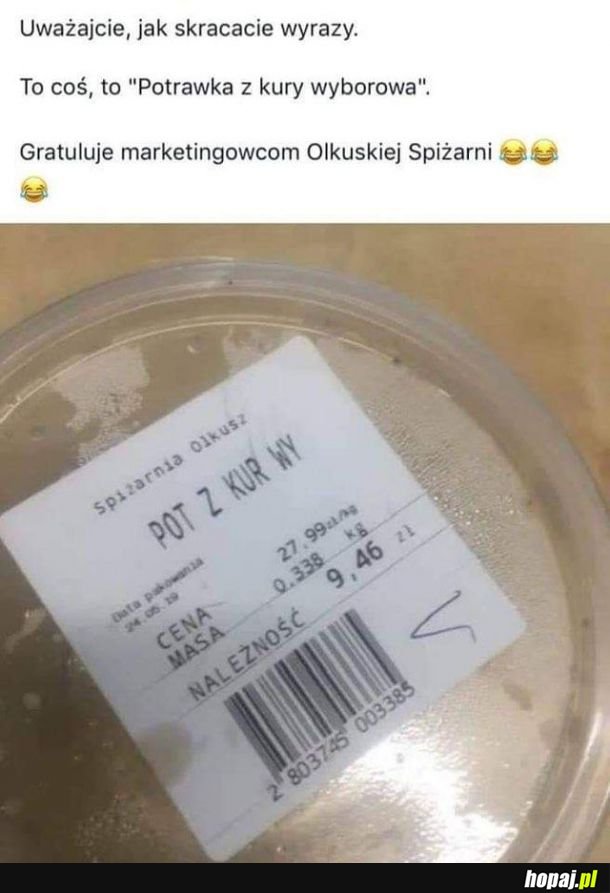 Uważajcie, jak skracacie wyrazy.
To coś, to "Potrawka z kury wyborowa".
Gratuluje marketingowcom Olkuskiej Spiżarni 😂😂
😂
Spiżarnia Olkusz
POT Z KUR WY
Data pakowania
24.05.19
27.99zł/kg
CENA
0.338 kg
MASA
9,46 zł
NALEŻNOŚĆ
2 803745 003385
hopaj.pl